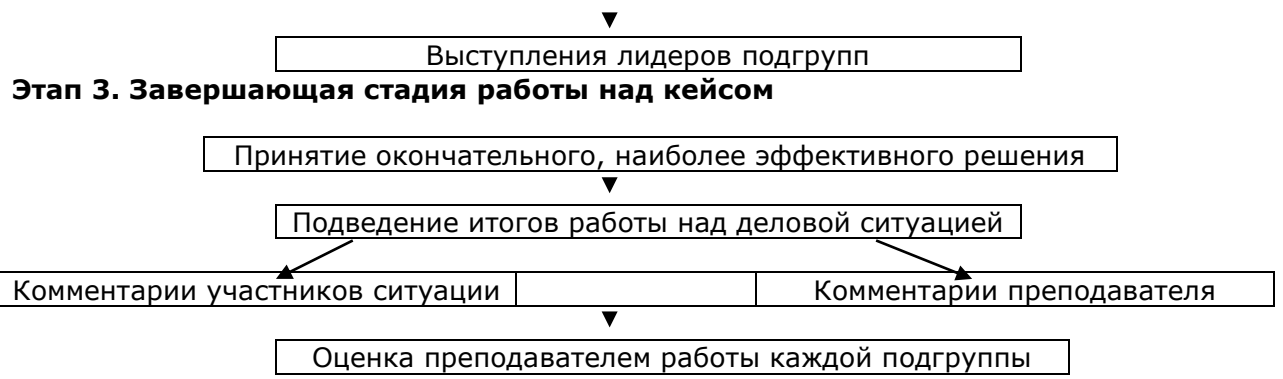 Выступления лидеров подгрупп
Этап 3. Завершающая стадия работы над кейсом
Принятие окончательного, наиболее эффективного решения
Подведение итогов работы над деловой ситуацией
Комментарии участников ситуации
Комментарии преподавателя
Оценка преподавателем работы каждой подгруппы